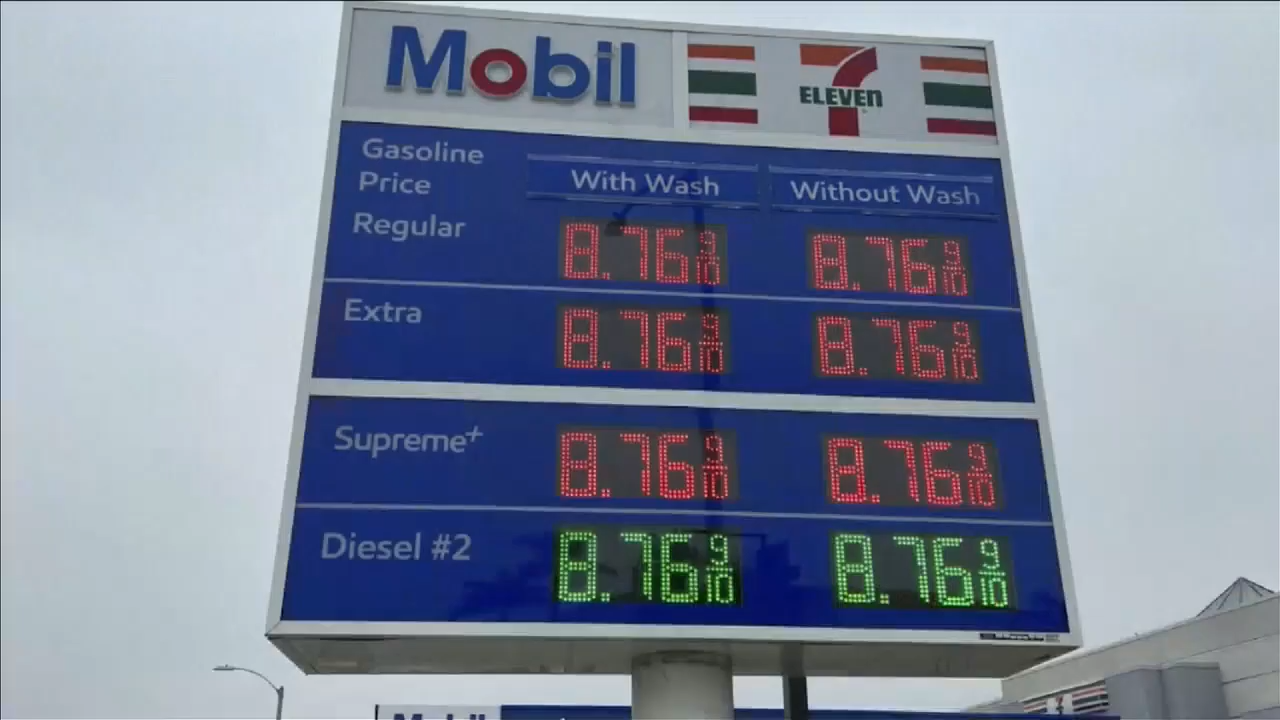 Mobil
7
ELEVEN
Gasoline
Price
With Wash
Without Wash
Regular
8.76 9/10
8.76 9/10
Extra
8.76 9/10
8.76 9/10
Supreme+
8.76 9/10
8.76 9/10
Diesel #2
8.76 9/10
8.76 9/10